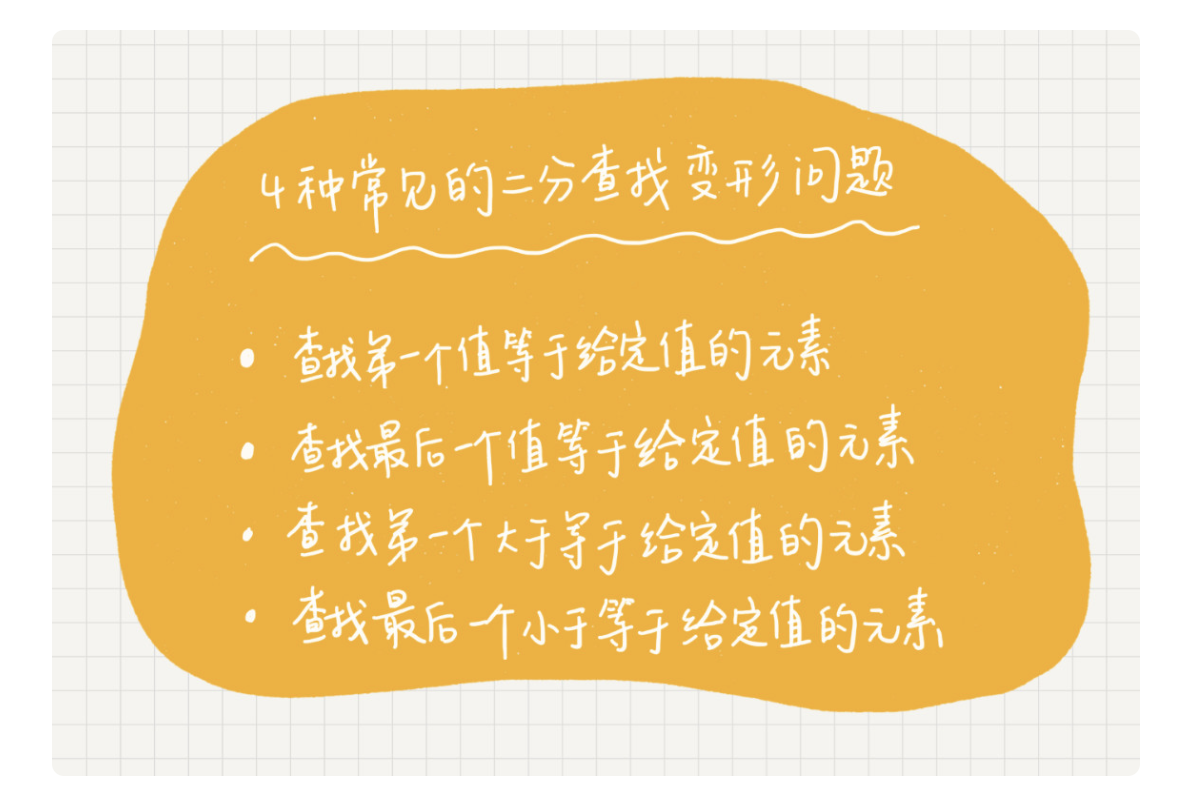 4种常见的二分查找变形问题
• 查找第一个值等于给定值的元素
• 查找最后一个值等于给定值的元素
• 查找第一个大于等于给定值的元素
• 查找最后一个小于等于给定值的元素